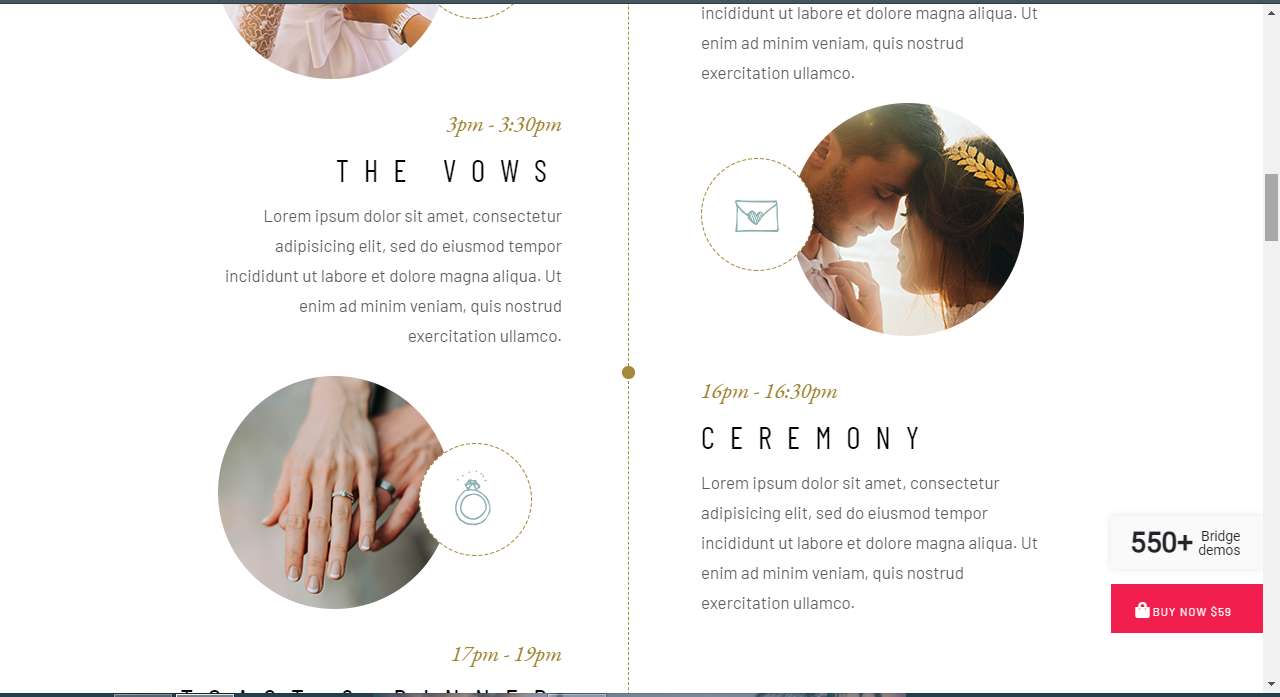 incididunt ut labore et dolore magna aliqua. Ut
enim ad minim veniam, quis nostrud
exercitation ullamco.
3pm - 3:30pm
THE VOWS
Lorem ipsum dolor sit amet, consectetur
adipisicing elit, sed do eiusmod tempor
incididunt ut labore et dolore magna aliqua. Ut
enim ad minim veniam, quis nostrud
exercitation ullamco.
16pm - 16:30pm
CEREMONY
Lorem ipsum dolor sit amet, consectetur
adipisicing elit, sed do eiusmod tempor
incididunt ut labore et dolore magna aliqua. Ut
enim ad minim veniam, quis nostrud
exercitation ullamco.
550+ Bridge
demos
BUY NOW $59
17pm - 19pm